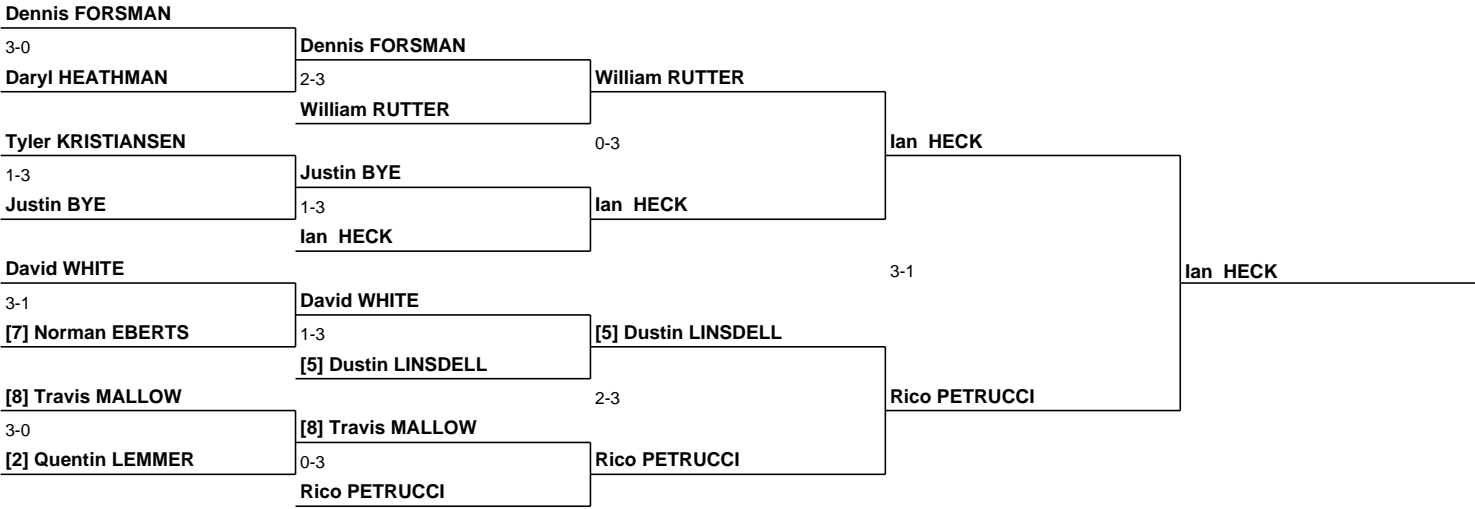 Dennis FORSMAN
3-0
Daryl HEATHMAN
Tyler KRISTIANSEN
1-3
Justin BYE
David WHITE
3-1
[7] Norman EBERTS
[8] Travis MALLOW
3-0
[2] Quentin LEMMER
Dennis FORSMAN
2-3
William RUTTER
Justin BYE
1-3
Ian HECK
David WHITE
1-3
[5] Dustin LINSDELL
[8] Travis MALLOW
0-3
Rico PETRUCCI
William RUTTER
0-3
Ian HECK
[5] Dustin LINSDELL
2-3
Rico PETRUCCI
Ian HECK
3-1
Rico PETRUCCI
Ian HECK